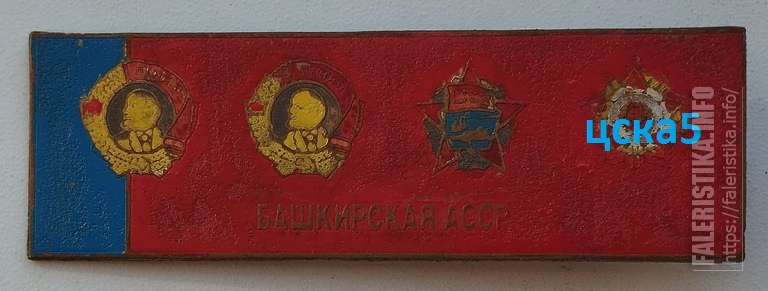 цска5
БАШКИРСКАЯ АССР
FALERISTIKA.INFO
https://faleristika.info/